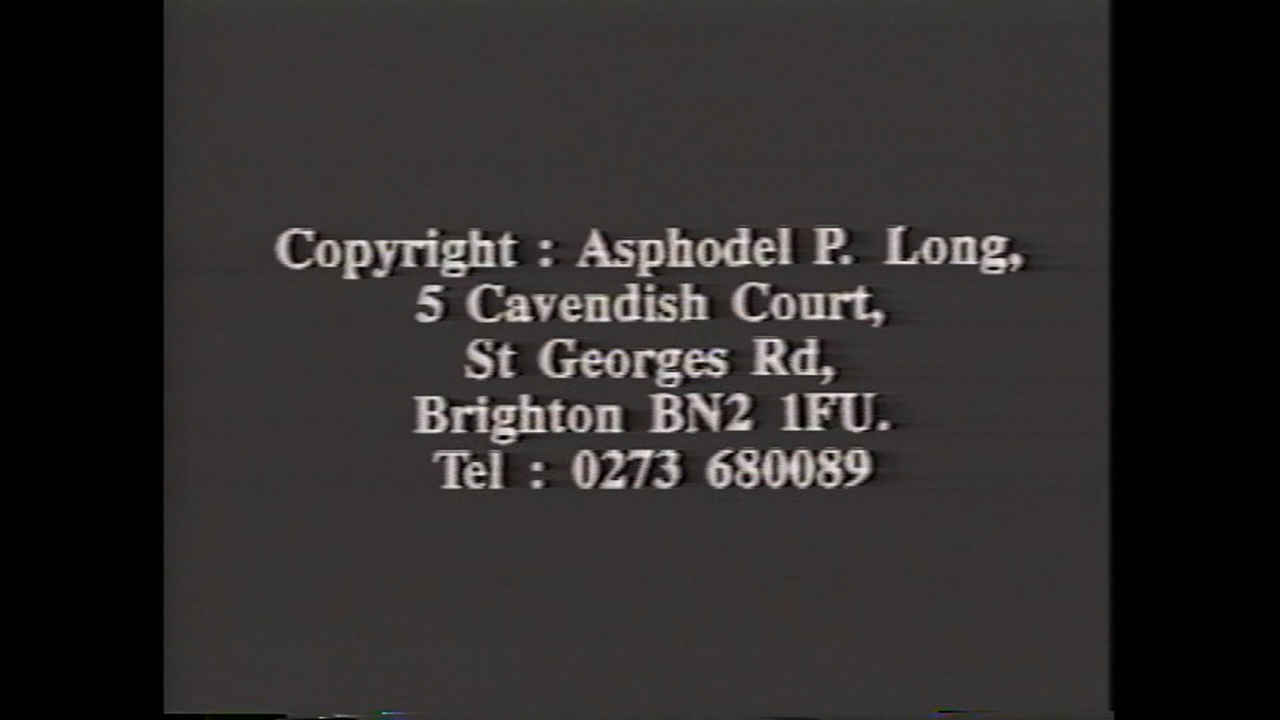 Copyright : Asphodel P. Long,
5 Cavendish Court,
St Georges Rd,
Brighton BN2 1FU.
Tel : 0273 680089